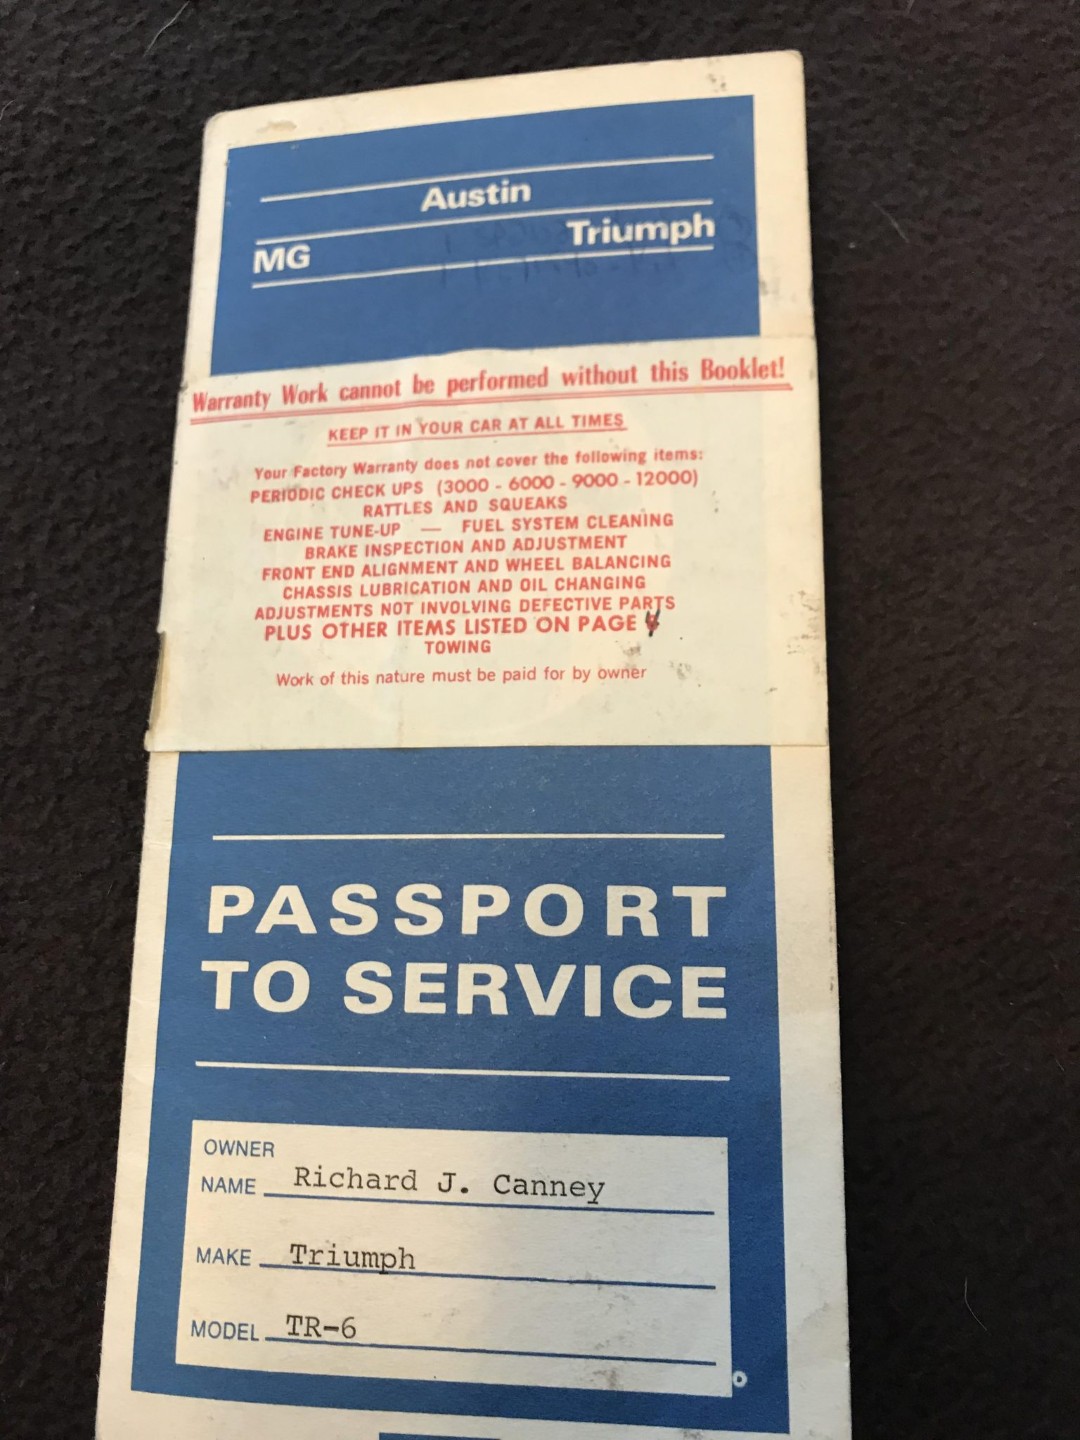 Austin
Triumph
MG
Warranty Work cannot be performed without this Booklet!
KEEP IT IN YOUR CAR AT ALL TIMES
Your Factory Warranty does not cover the following items:
PERIODIC CHECK UPS (3000 - 6000 - 9000 - 12000)
RATTLES AND SQUEAKS
ENGINE TUNE-UP — FUEL SYSTEM CLEANING
BRAKE INSPECTION AND ADJUSTMENT
FRONT END ALIGNMENT AND WHEEL BALANCING
CHASSIS LUBRICATION AND OIL CHANGING
ADJUSTMENTS NOT INVOLVING DEFECTIVE PARTS
PLUS OTHER ITEMS LISTED ON PAGE 4
TOWING
Work of this nature must be paid for by owner
PASSPORT
TO SERVICE
OWNER
NAME Richard J. Canney
MAKE Triumph
MODEL TR-6